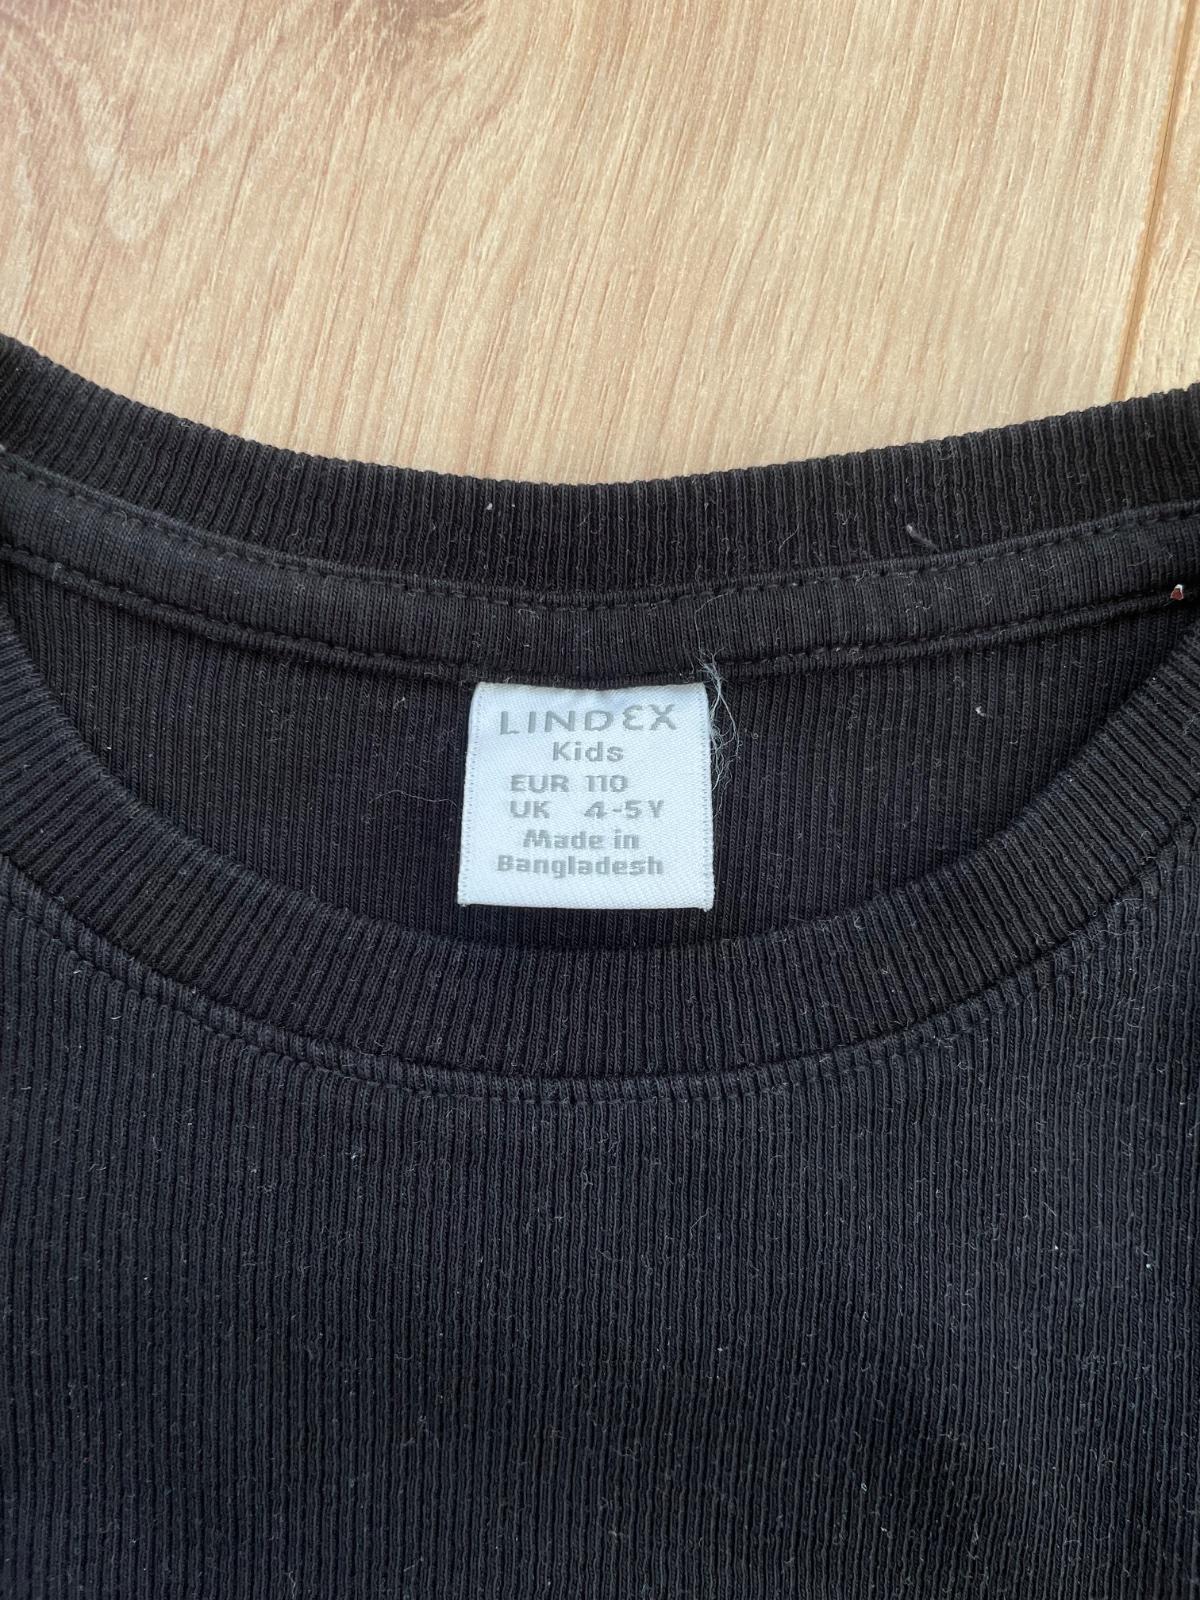 LINDEX
Kids
EUR 110
UK 4-5Y
Made in
Bangladesh